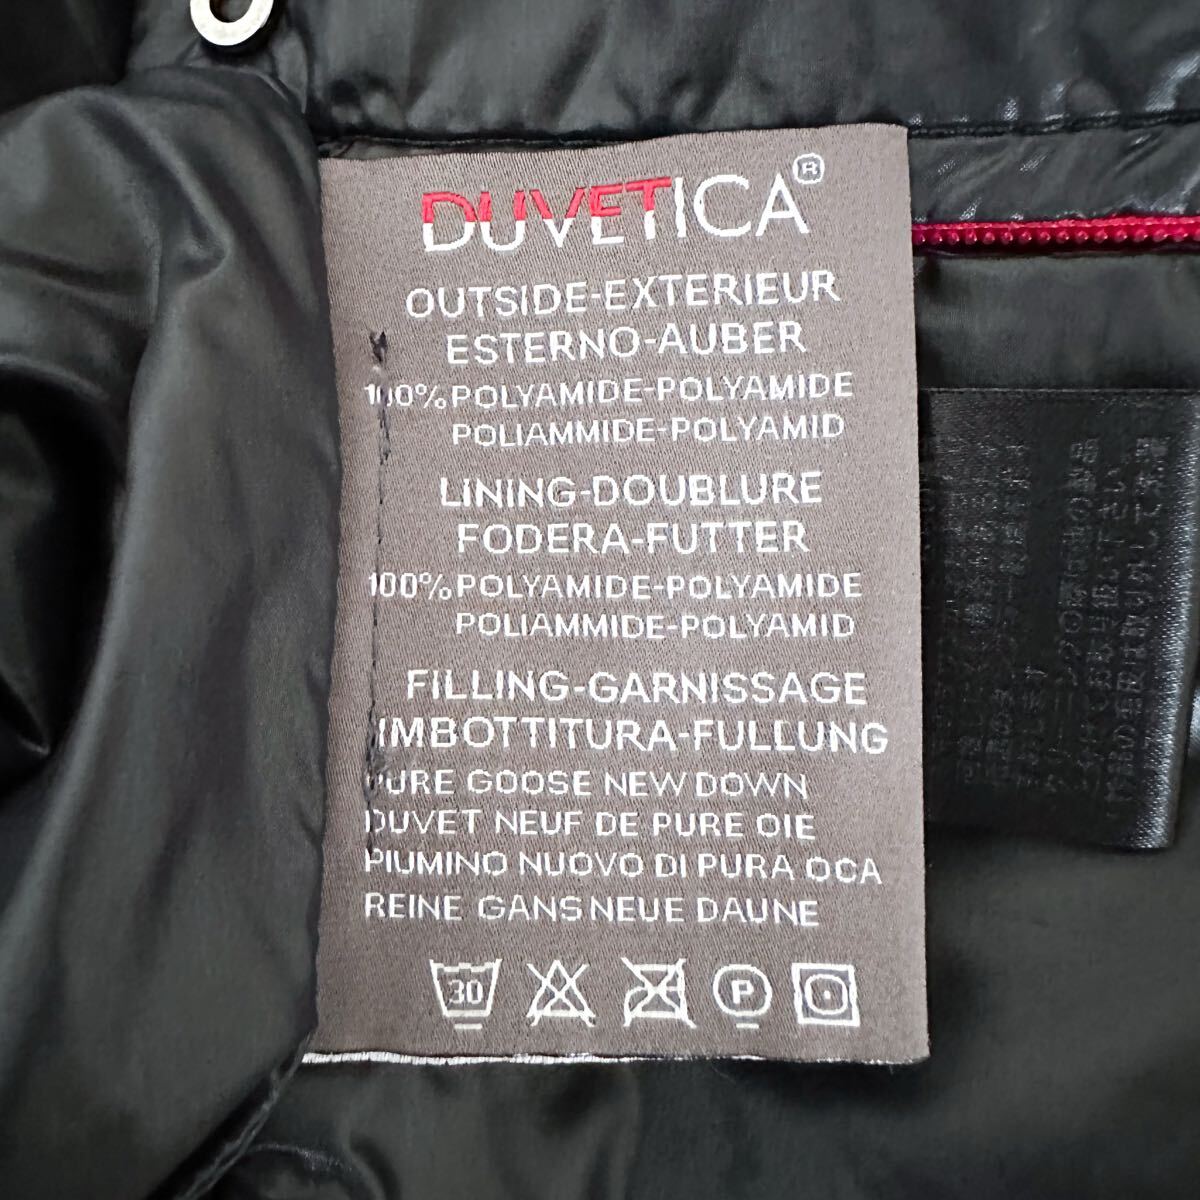 DUVETICA®
OUTSIDE-EXTERIEUR
ESTERNO-AUBER
100% POLYAMIDE-POLYAMIDE
POLIAMMIDE-POLYAMID
LINING-DOUBLURE
FODERA-FUTTER
100% POLYAMIDE-POLYAMIDE
POLIAMMIDE-POLYAMID
FILLING-GARNISSAGE
IMBOTTITURA-FULLUNG
PURE GOOSE NEW DOWN
DUVET NEUF DE PURE OIE
PIUMINO NUOVO DI PURA OCA
REINE GANS NEUE DAUNE
30
P